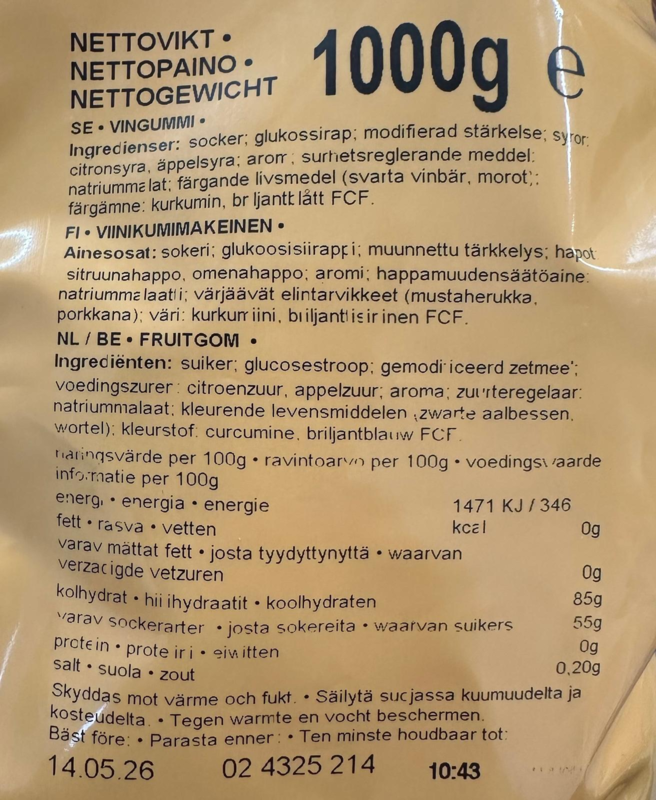 NETTOVIKT •
NETTOPAINO •
NETTOGEWICHT
1000g e
SE • VINGUMMI •
Ingredienser: socker; glukossirap; modifierad stärkelse; syror:
citronsyra, äppelsyra; arom; surhetsreglerande meddel:
natriummalat; färgande livsmedel (svarta vinbär, morot);
färgämne: kurkumin, briljantblått FCF.
FI • VIINIKUMIMAKEINEN •
Ainesosat: sokeri; glukoosisiirappi; muunnettu tärkkelys; hapot:
sitruunahappo, omenahappo; aromi; happamuudensäätöaine:
natriummalaatti; värjäävät elintarvikkeet (mustaherukka,
porkkana); väri: kurkumiini, briljanttisininen FCF.
NL / BE • FRUITGOM •
Ingrediënten: suiker; glucosestroop; gemodificeerd zetmeel;
voedingszuren: citroenzuur, appelzuur; aroma; zuurteregelaar:
natriummalaat; kleurende levensmiddelen (zwarte aalbessen,
wortel); kleurstof: curcumine, briljantblauw FCF.
näringsvärde per 100g • ravintoarvo per 100g • voedingswaarde
informatie per 100g
energi • energia • energie 1471 KJ / 346
kcal
fett • rasva • vetten 0g
varav mättat fett • josta tyydyttynyttä • waarvan
verzadigde vetzuren 0g
kolhydrat • hiilihydraatit • koolhydraten 85g
varav sockerarter • josta sokereita • waarvan suikers 55g
protein • proteiini • eiwitten 0g
salt • suola • zout 0,20g
Skyddas mot värme och fukt. • Säilytä suojassa kuumuudelta ja
kosteudelta. • Tegen warmte en vocht beschermen.
Bäst före: • Parasta ennen: • Ten minste houdbaar tot:
14.05.26 02 4325 214 10:43